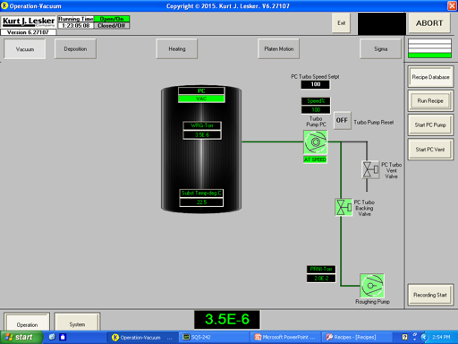 Operation-Vacuum
Copyright © 2015. Kurt J. Lesker. V6.27107
Kurt J. Lesker
Company
Version 6.27107
Running Time
1:23:05:08
Open/On
Closed/Off
Exit
ABORT
Vacuum
Deposition
Heating
Platen Motion
Sigma
Recipe Database
Run Recipe
Start PC Pump
Start PC Vent
PC Turbo Speed Setpt
100
Speed%
100
Turbo
Pump PC
OFF
Turbo Pump Reset
AT SPEED
PC
VAC
WRG-Torr
3.5E-6
Subst Temp-deg C
22.5
PC Turbo
Vent
Valve
PC Turbo
Backing
Valve
2.0E-2
Roughing Pump
Recording Start
Operation
System
3.5E-6
start
Operation-Vacuum
SQS-242
Microsoft PowerPoint
Recipes - [Recipes]
2:54 PM